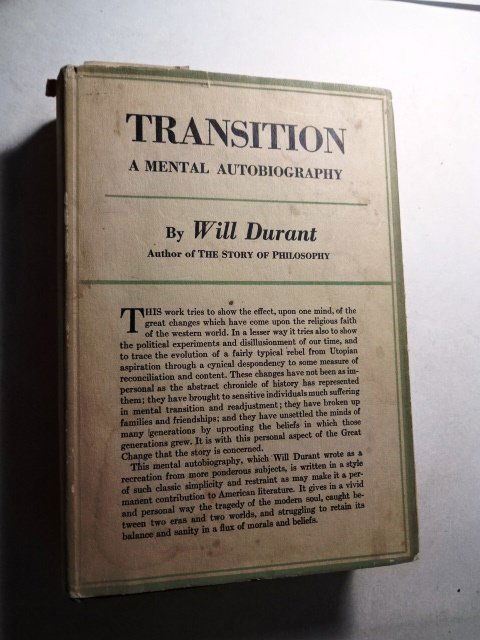 TRANSITION
A MENTAL AUTOBIOGRAPHY
By Will Durant
Author of THE STORY OF PHILOSOPHY
THIS work tries to show the effect, upon one mind, of the
great changes which have come upon the religious faith
of the western world. In a lesser way it tries also to show
the political experiments and disillusionment of our time, and
to trace the evolution of a fairly typical rebel from Utopian
aspiration through a cynical despondency to some measure of
reconciliation and content. These changes have not been as im-
personal as the abstract chronicle of history has represented
them; they have brought to sensitive individuals much suffering
in mental transition and readjustment; they have broken up
families and friendships; and they have unsettled the minds of
many generations by uprooting the beliefs in which those
generations grew. It is with this personal aspect of the Great
Change that the story is concerned.
This mental autobiography, which Will Durant wrote as a
recreation from more ponderous subjects, is written in a style
of such classic simplicity and restraint as may make it a per-
manent contribution to American literature. It gives in a vivid
and personal way the tragedy of the modern soul, caught be-
tween two eras and two worlds, and struggling to retain its
balance and sanity in a flux of morals and beliefs.